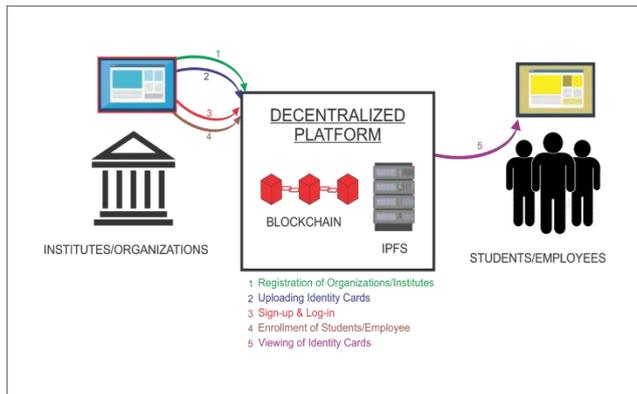 1
2
3
4
DECENTRALIZED
PLATFORM
BLOCKCHAIN
IPFS
INSTITUTES/ORGANIZATIONS
5
STUDENTS/EMPLOYEES
1 Registration of Organizations/Institutes
2 Uploading Identity Cards
3 Sign-up & Log-in
4 Enrollment of Students/Employee
5 Viewing of Identity Cards